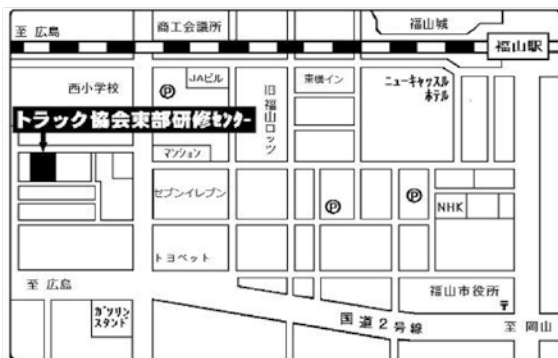 至 広島
商工会議所
福山城
福山駅
西小学校
Ⓟ
JAビル
旧福山ロッツ
東横イン
ニューキャッスル
ホテル
トラック協会東部研修ｾﾝﾀｰ
マンション
セブンイレブン
Ⓟ
Ⓟ
NHK
トヨペット
至 広島
福山市役所
〒
ガソリン
スタンド
国道2号線
至 岡山